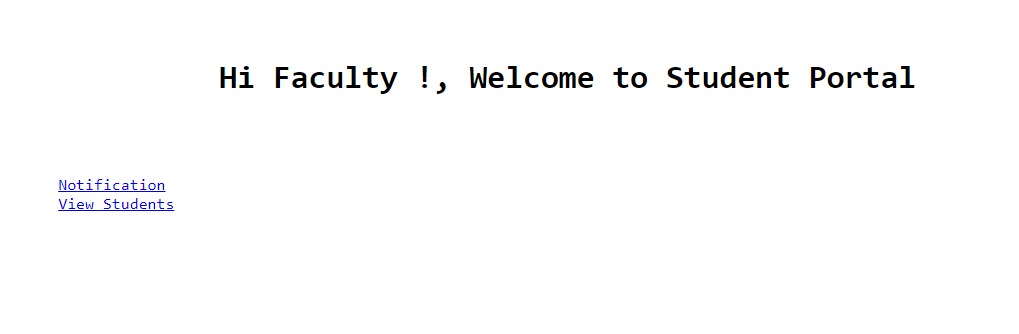 Hi Faculty !, Welcome to Student Portal
Notification
View Students